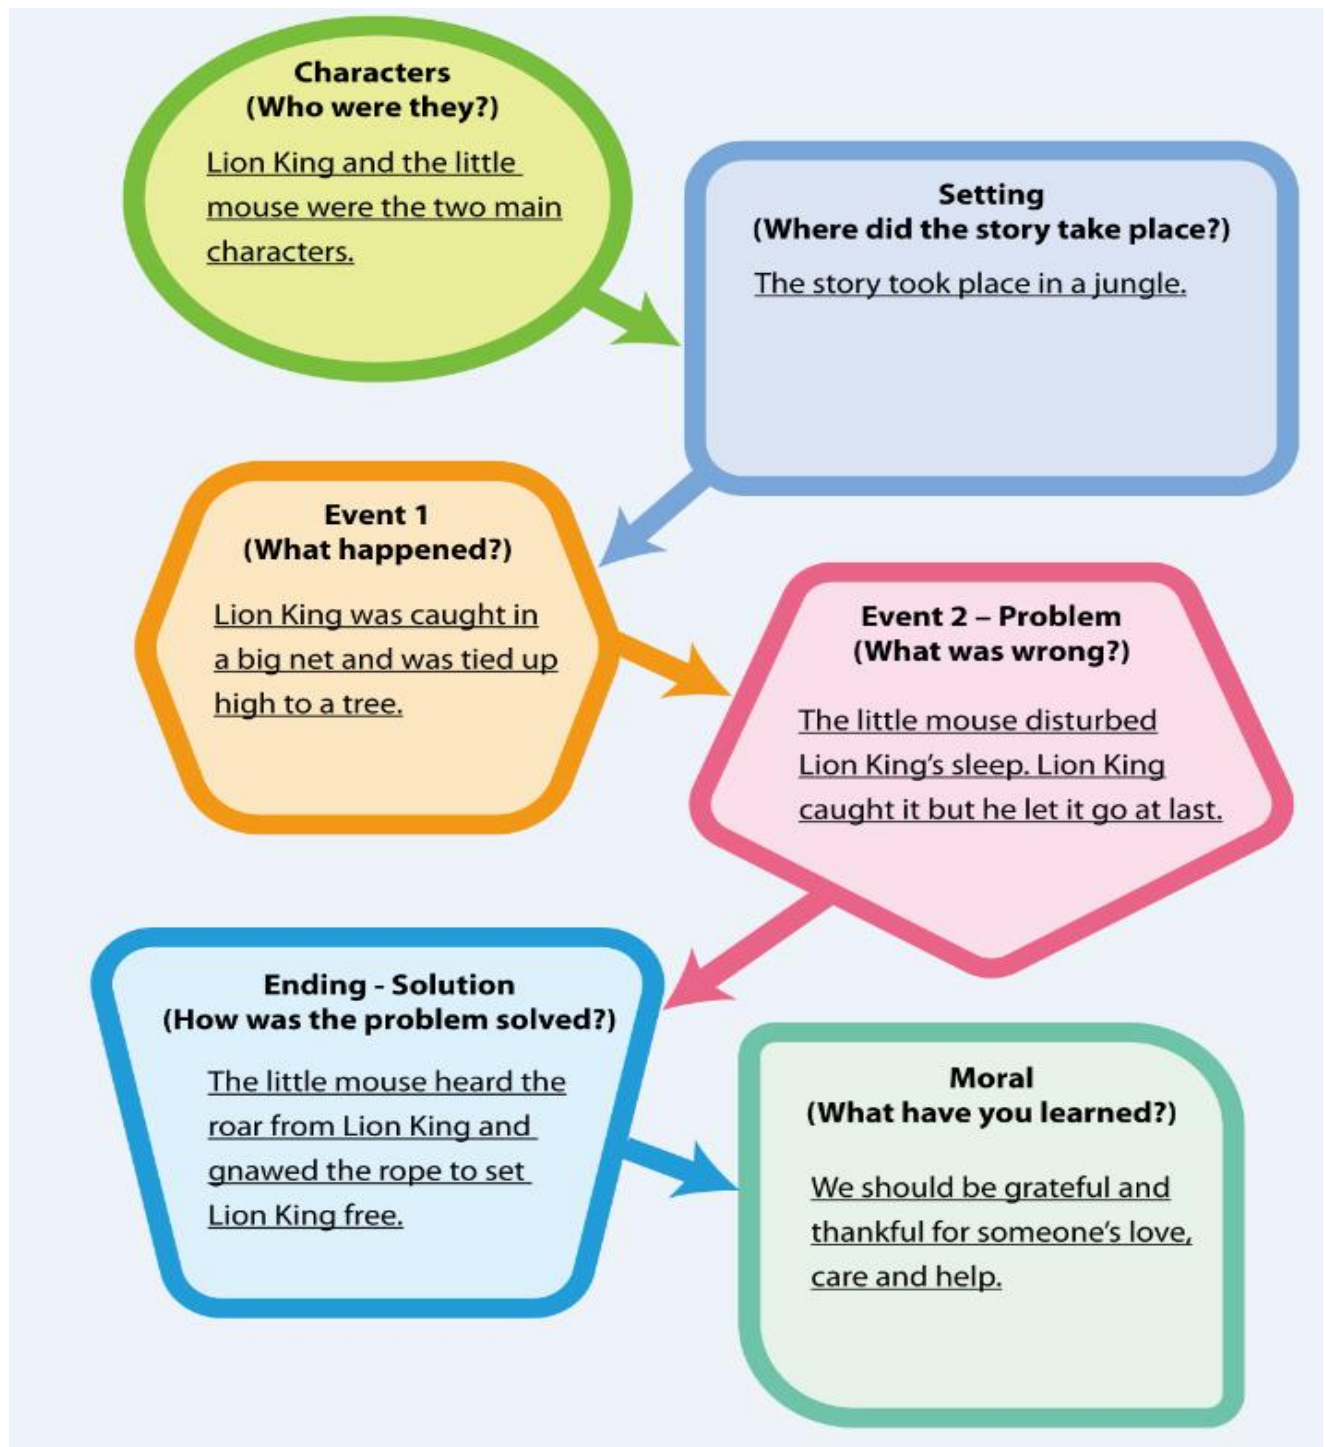 Characters
(Who were they?)
Lion King and the little
mouse were the two main
characters.
Setting
(Where did the story take place?)
The story took place in a jungle.
Event 1
(What happened?)
Lion King was caught in
a big net and was tied up
high to a tree.
Event 2 – Problem
(What was wrong?)
The little mouse disturbed
Lion King’s sleep. Lion King
caught it but he let it go at last.
Ending - Solution
(How was the problem solved?)
The little mouse heard the
roar from Lion King and
gnawed the rope to set
Lion King free.
Moral
(What have you learned?)
We should be grateful and
thankful for someone’s love,
care and help.